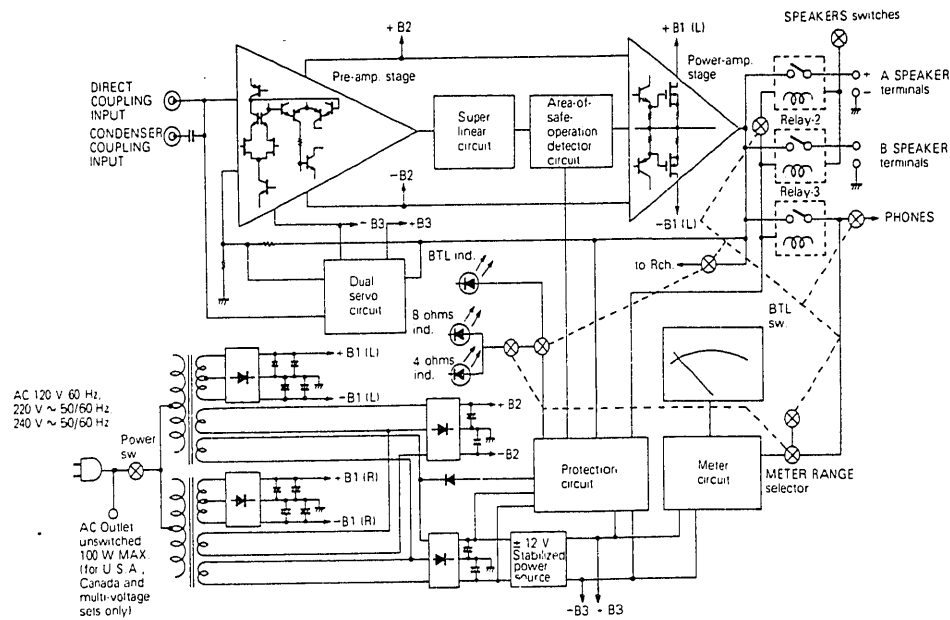 SPEAKERS switches
+B2
+B1 (L)
Pre-amp. stage
Power-amp.
stage
DIRECT
COUPLING
INPUT
CONDENSER
COUPLING
INPUT
Super
linear
circuit
Area-of-
safe-operation
detector
circuit
+ A SPEAKER
− terminals
Relay-2
B SPEAKER
terminals
Relay-3
−B2
−B1 (L)
−B3
+B3
PHONES
to Rch.
BTL ind.
BTL
sw.
Dual
servo
circuit
8 ohms
ind.
4 ohms
ind.
+B1 (L)
−B1 (L)
AC 120 V 60 Hz,
220 V ~ 50/60 Hz
240 V ~ 50/60 Hz
Power
sw
+B2
−B2
Protection
circuit
Meter
circuit
METER RANGE
selector
+B1 (R)
−B1 (R)
AC Outlet
unswitched
100 W MAX.
(for U.S.A.,
Canada and
multi-voltage
sets only)
± 12 V
Stabilized
power
source
−B3
-B3